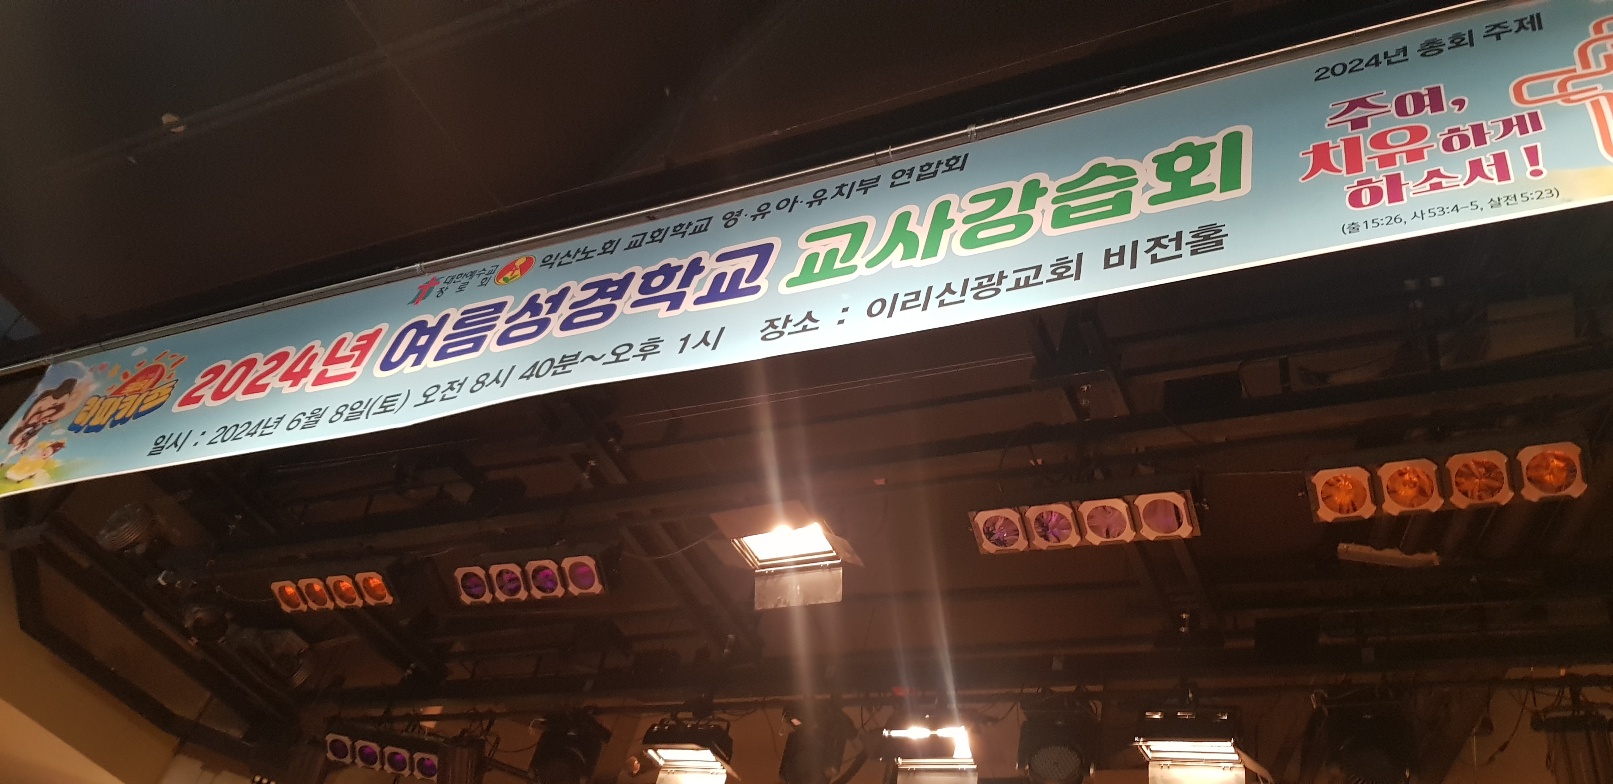 대한예수교
장로회
익산노회 교회학교 영·유아·유치부 연합회
2024년 여름성경학교 교사강습회
일시 : 2024년 6월 8일(토) 오전 8시 40분~오후 1시 장소 : 이리신광교회 비전홀
2024년 총회 주제
주여,
치유하게
하소서!
(출15:26, 사53:4-5, 살전5:23)